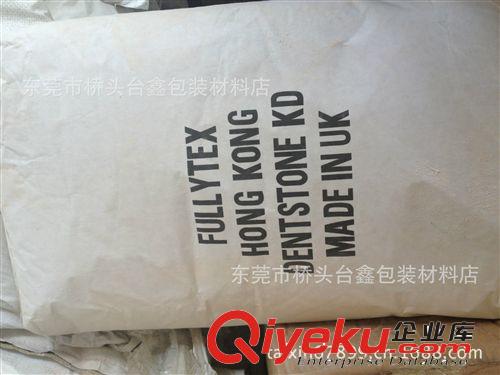 东莞市桥头台鑫包装材料店
FULLYTEX
HONG KONG
DENTSTONE KD
MADE IN UK
东莞市桥头台鑫包装材料店
Qiyeku.com 企业库
Enterprise Database